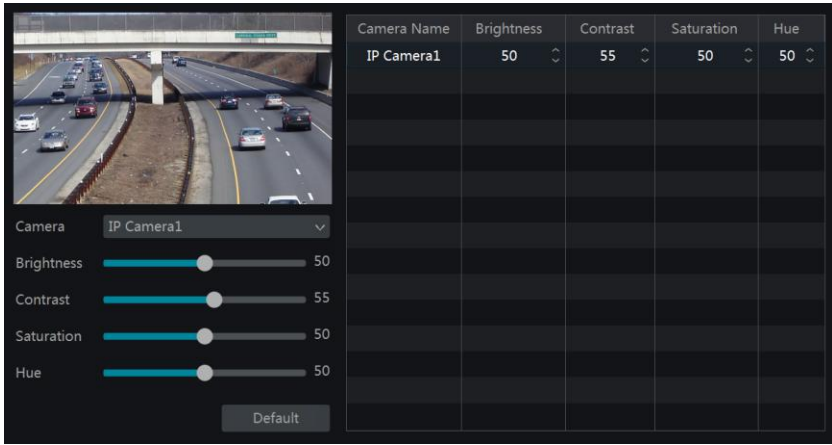 Camera IP Camera1
Brightness 50
Contrast 55
Saturation 50
Hue 50
Default
Camera Name Brightness Contrast Saturation Hue
IP Camera1 50 55 50 50